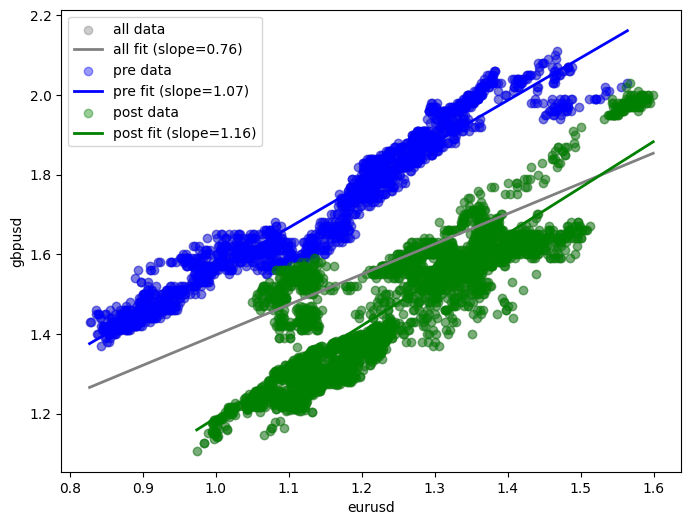 all data
all fit (slope=0.76)
pre data
pre fit (slope=1.07)
post data
post fit (slope=1.16)
2.2
2.0
1.8
1.6
1.4
1.2
gbpusd
0.8 0.9 1.0 1.1 1.2 1.3 1.4 1.5 1.6
eurusd